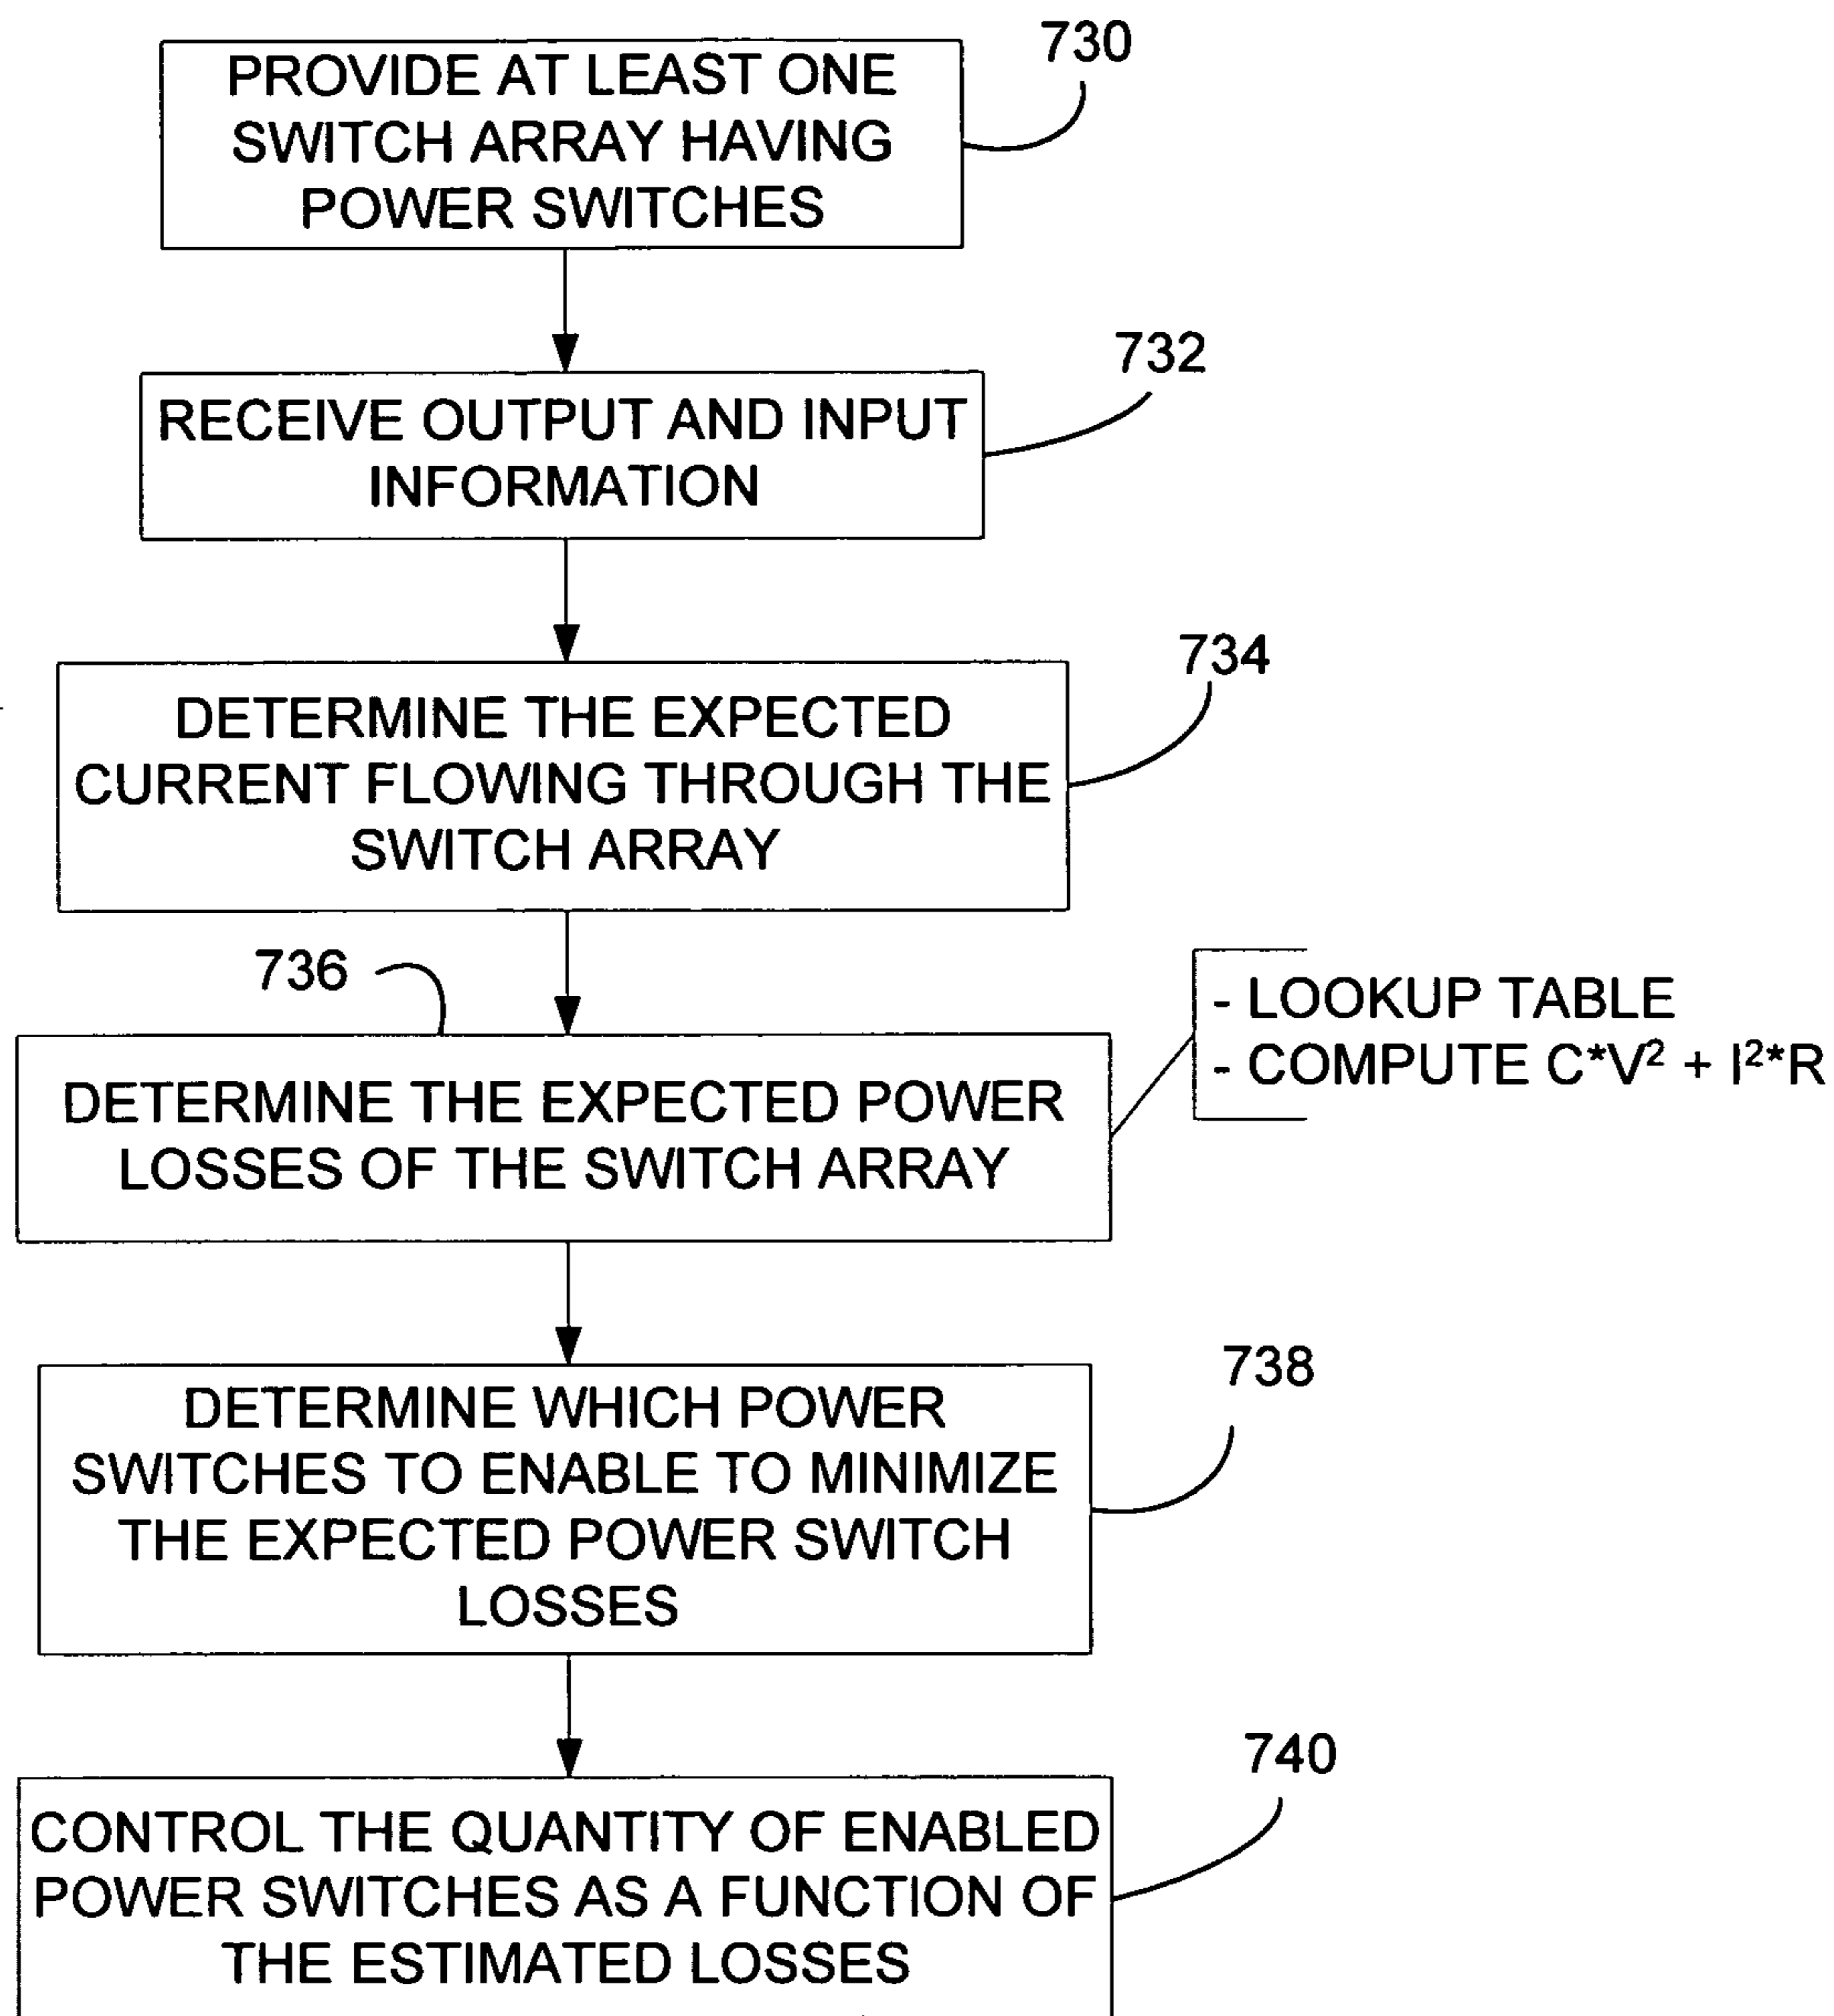 730
PROVIDE AT LEAST ONE
SWITCH ARRAY HAVING
POWER SWITCHES
732
RECEIVE OUTPUT AND INPUT
INFORMATION
734
DETERMINE THE EXPECTED
CURRENT FLOWING THROUGH THE
SWITCH ARRAY
736
- LOOKUP TABLE
- COMPUTE C*V² + I²*R
DETERMINE THE EXPECTED POWER
LOSSES OF THE SWITCH ARRAY
738
DETERMINE WHICH POWER
SWITCHES TO ENABLE TO MINIMIZE
THE EXPECTED POWER SWITCH
LOSSES
740
CONTROL THE QUANTITY OF ENABLED
POWER SWITCHES AS A FUNCTION OF
THE ESTIMATED LOSSES